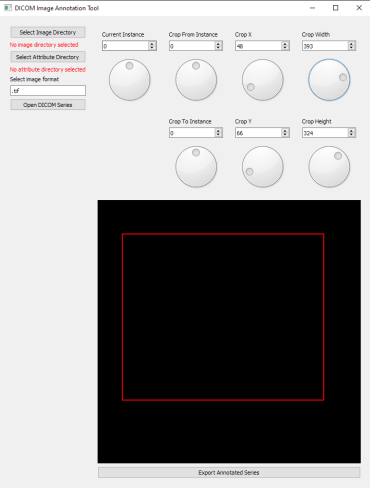 DICOM Image Annotation Tool
Select Image Directory
No image directory selected
Select Attribute Directory
No attribute directory selected
Select image format
.tif
Open DICOM Series
Current Instance
0
Crop From Instance
0
Crop X
48
Crop Width
393
Crop To Instance
0
Crop Y
66
Crop Height
324
Export Annotated Series